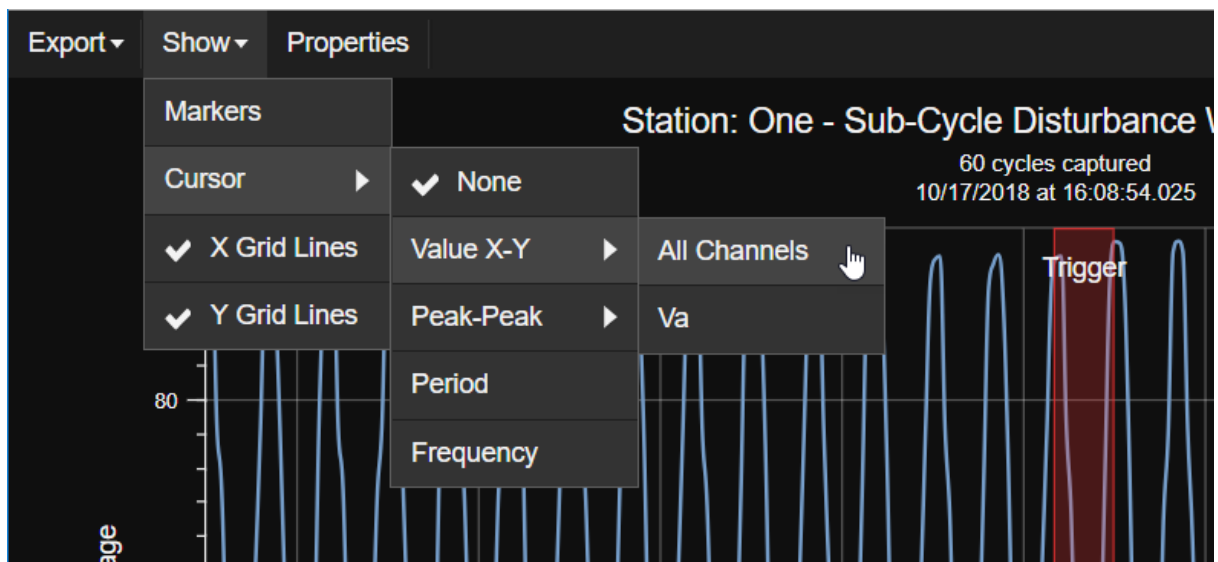 Export Show Properties
Markers
Cursor
X Grid Lines
Y Grid Lines
None
Value X-Y
Peak-Peak
Period
Frequency
All Channels
Va
Station: One - Sub-Cycle Disturbance
60 cycles captured
10/17/2018 at 16:08:54.025
Trigger
80